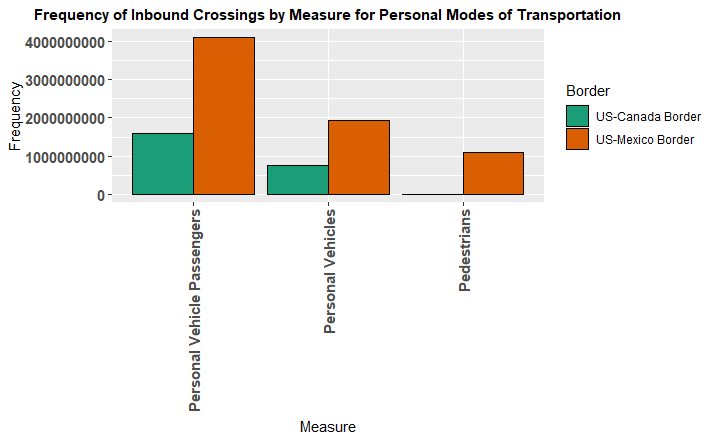 Frequency of Inbound Crossings by Measure for Personal Modes of Transportation
Frequency
4000000000
3000000000
2000000000
1000000000
0
Personal Vehicle Passengers
Personal Vehicles
Pedestrians
Measure
Border
US-Canada Border
US-Mexico Border